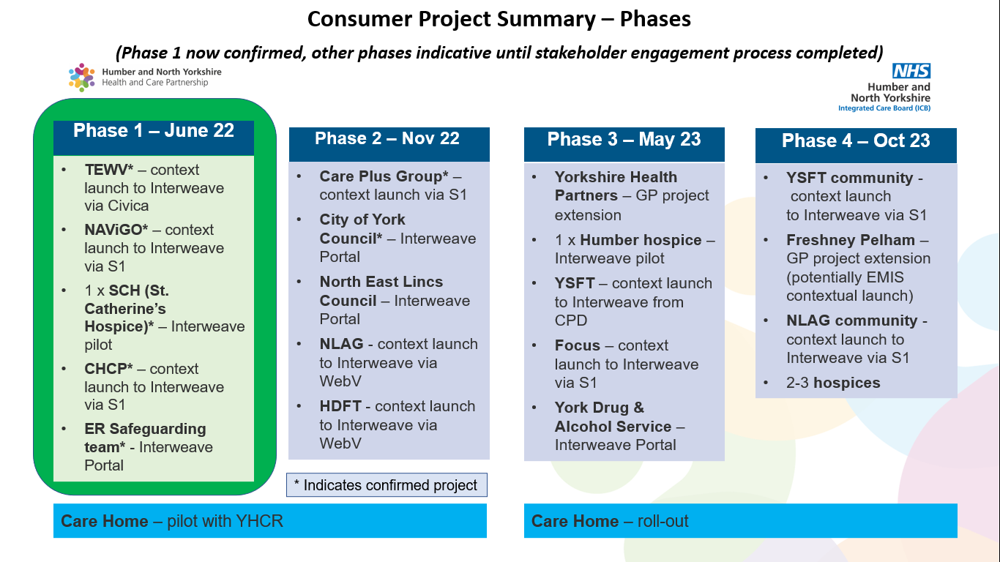 Consumer Project Summary – Phases
(Phase 1 now confirmed, other phases indicative until stakeholder engagement process completed)
Humber and North Yorkshire
Health and Care Partnership
NHS
Humber and
North Yorkshire
Integrated Care Board (ICB)
Phase 1 – June 22
• TEWV* – context
launch to Interweave
via Civica
• NAViGO* – context
launch to Interweave
via S1
• 1 x SCH (St.
Catherine’s
Hospice)* – Interweave
pilot
• CHCP* – context
launch to Interweave
via S1
• ER Safeguarding
team* - Interweave
Portal
Phase 2 – Nov 22
• Care Plus Group* –
context launch via S1
• City of York
Council* – Interweave
Portal
• North East Lincs
Council – Interweave
Portal
• NLAG - context launch
to Interweave via
WebV
• HDFT - context launch
to Interweave via
WebV
* Indicates confirmed project
Phase 3 – May 23
• Yorkshire Health
Partners – GP project
extension
• 1 x Humber hospice –
Interweave pilot
• YSFT – context launch
to Interweave from
CPD
• Focus – context
launch to Interweave
via S1
• York Drug &
Alcohol Service –
Interweave Portal
Phase 4 – Oct 23
• YSFT community -
context launch
to Interweave via S1
• Freshney Pelham –
GP project extension
(potentially EMIS
contextual launch)
• NLAG community -
context launch to
Interweave via S1
• 2-3 hospices
Care Home – pilot with YHCR
Care Home – roll-out